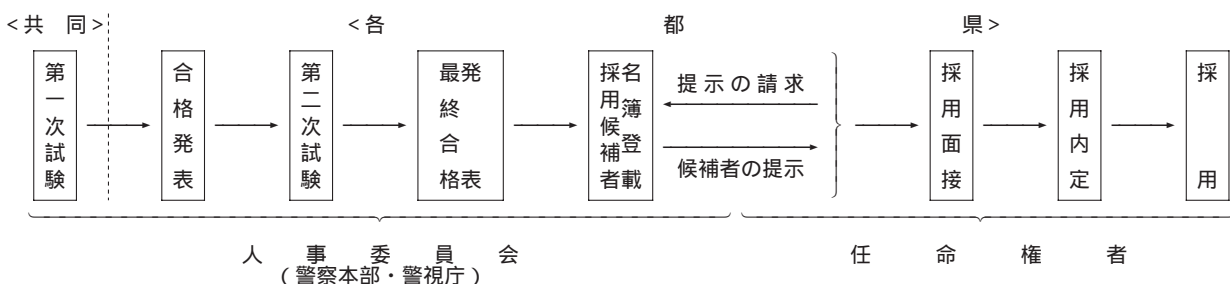 <共 同>
<各 都 県>
第一次試験
合格発表
第二次試験
最終合格
発表
採用候補者
名簿登載
提示の請求
候補者の提示
採用面接
採用内定
採 用
人 事 委 員 会
(警察本部・警視庁)
任 命 権 者